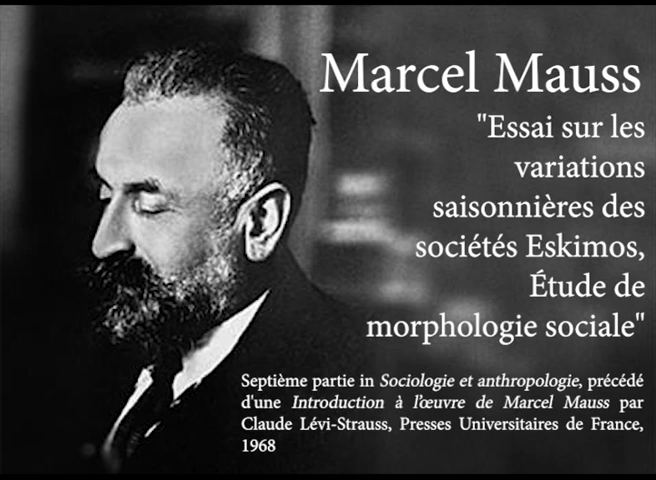 Marcel Mauss
"Essai sur les
variations
saisonnières des
sociétés Eskimos,
Étude de
morphologie sociale"
Septième partie in Sociologie et anthropologie, précédé
d'une Introduction à l'œuvre de Marcel Mauss par
Claude Lévi-Strauss, Presses Universitaires de France,
1968